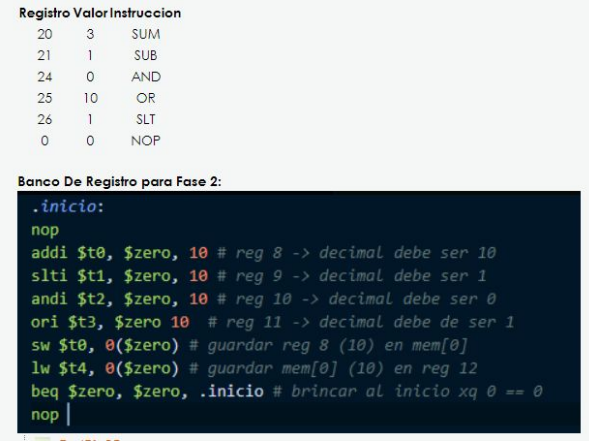 Registro Valor Instruccion
20 3 SUM
21 1 SUB
24 0 AND
25 10 OR
26 1 SLT
0 0 NOP
Banco De Registro para Fase 2:
.inicio:
nop
addi $t0, $zero, 10 # reg 8 -> decimal debe ser 10
slti $t1, $zero, 10 # reg 9 -> decimal debe ser 1
andi $t2, $zero, 10 # reg 10 -> decimal debe ser 0
ori $t3, $zero 10 # reg 11 -> decimal debe de ser 1
sw $t0, 0($zero) # guardar reg 8 (10) en mem[0]
lw $t4, 0($zero) # guardar mem[0] (10) en reg 12
beq $zero, $zero, .inicio # brincar al inicio xq 0 == 0
nop